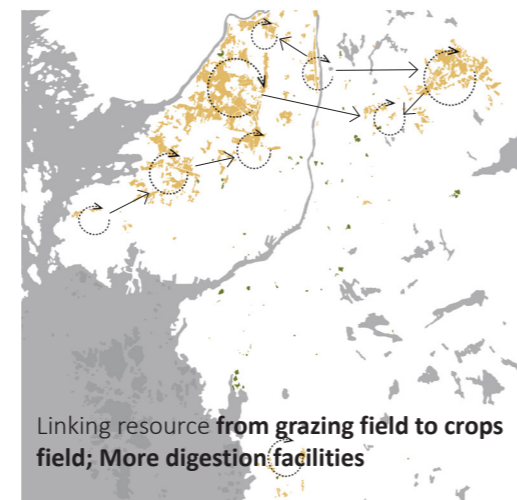 Linking resource from grazing field to crops
field; More digestion facilities